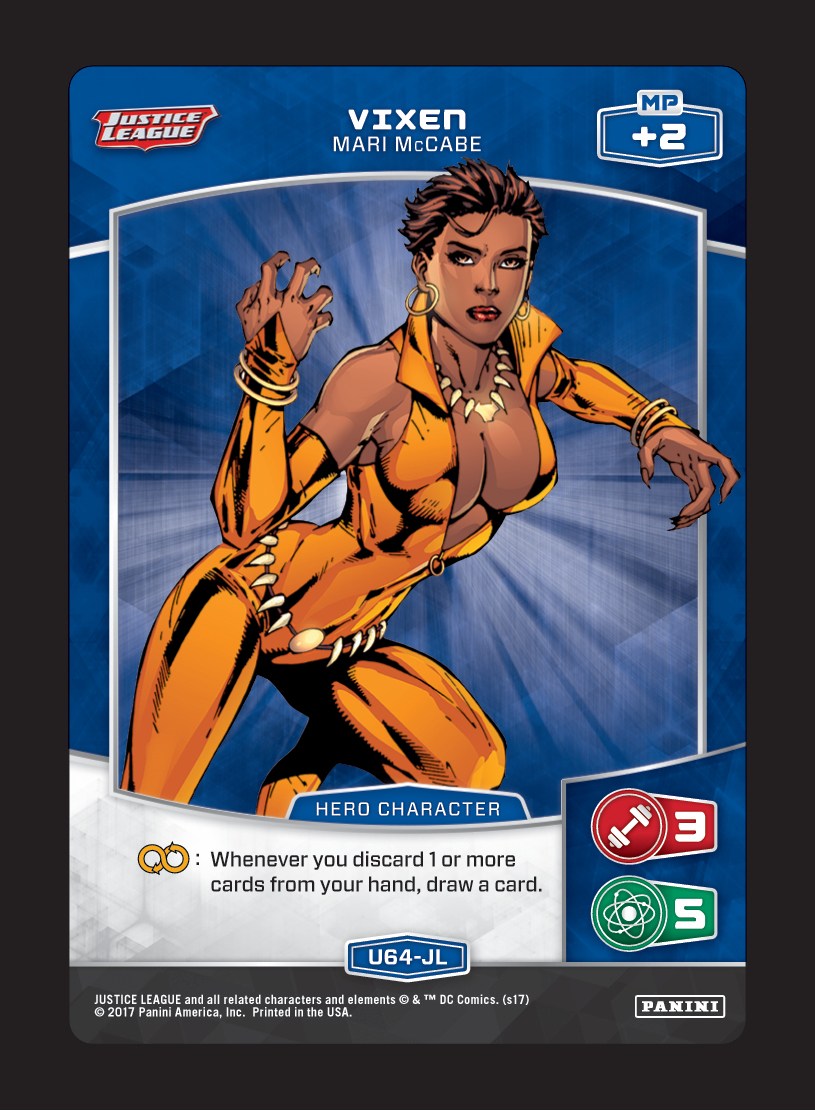 JUSTICE
LEAGUE
VIXEN
MARI McCABE
MP
+2
HERO CHARACTER
: Whenever you discard 1 or more
cards from your hand, draw a card.
3
5
U64-JL
JUSTICE LEAGUE and all related characters and elements © & ™ DC Comics. (s17)
© 2017 Panini America, Inc. Printed in the USA.
PANINI